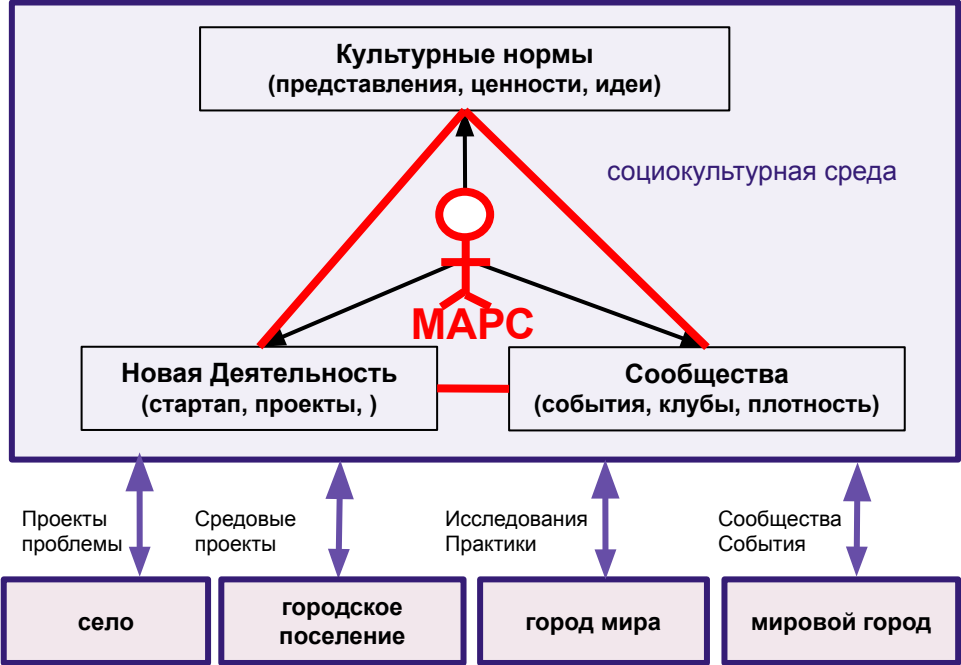 Культурные нормы
(представления, ценности, идеи)
социокультурная среда
МАРС
Новая Деятельность
(стартап, проекты, )
Сообщества
(события, клубы, плотность)
Проекты
проблемы
Средовые
проекты
Исследования
Практики
Сообщества
События
село
городское
поселение
город мира
мировой город